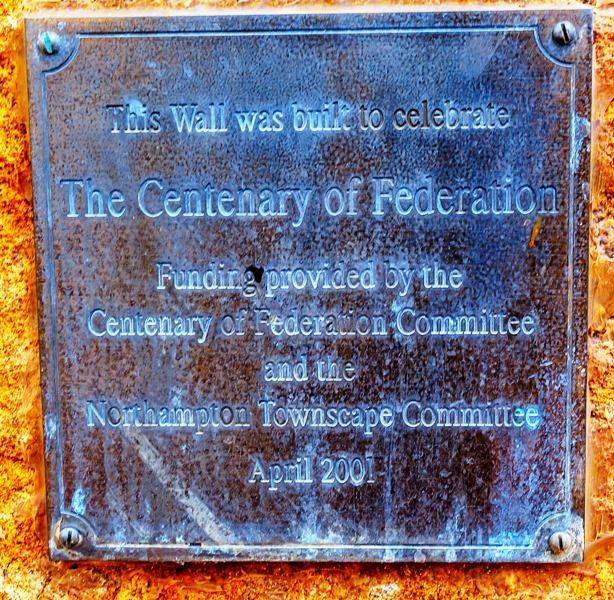 This Wall was built to celebrate
The Centenary of Federation
Funding provided by the
Centenary of Federation Committee
and the
Northampton Townscape Committee
April 2001